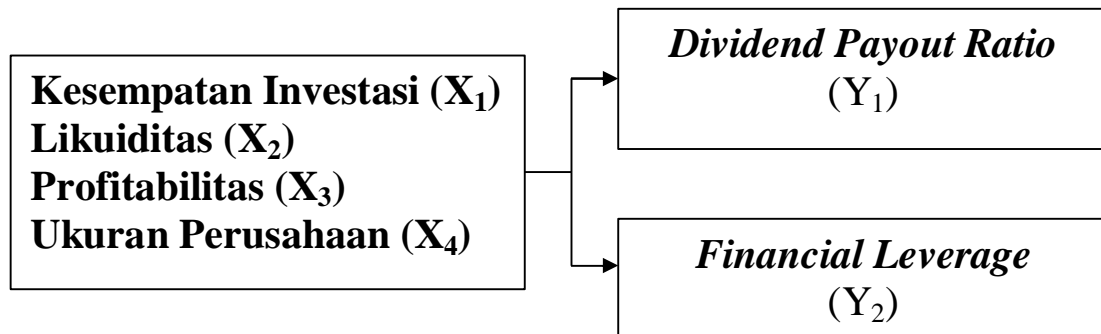 Kesempatan Investasi (X₁)
Likuiditas (X₂)
Profitabilitas (X₃)
Ukuran Perusahaan (X₄)
Dividend Payout Ratio
(Y₁)
Financial Leverage
(Y₂)